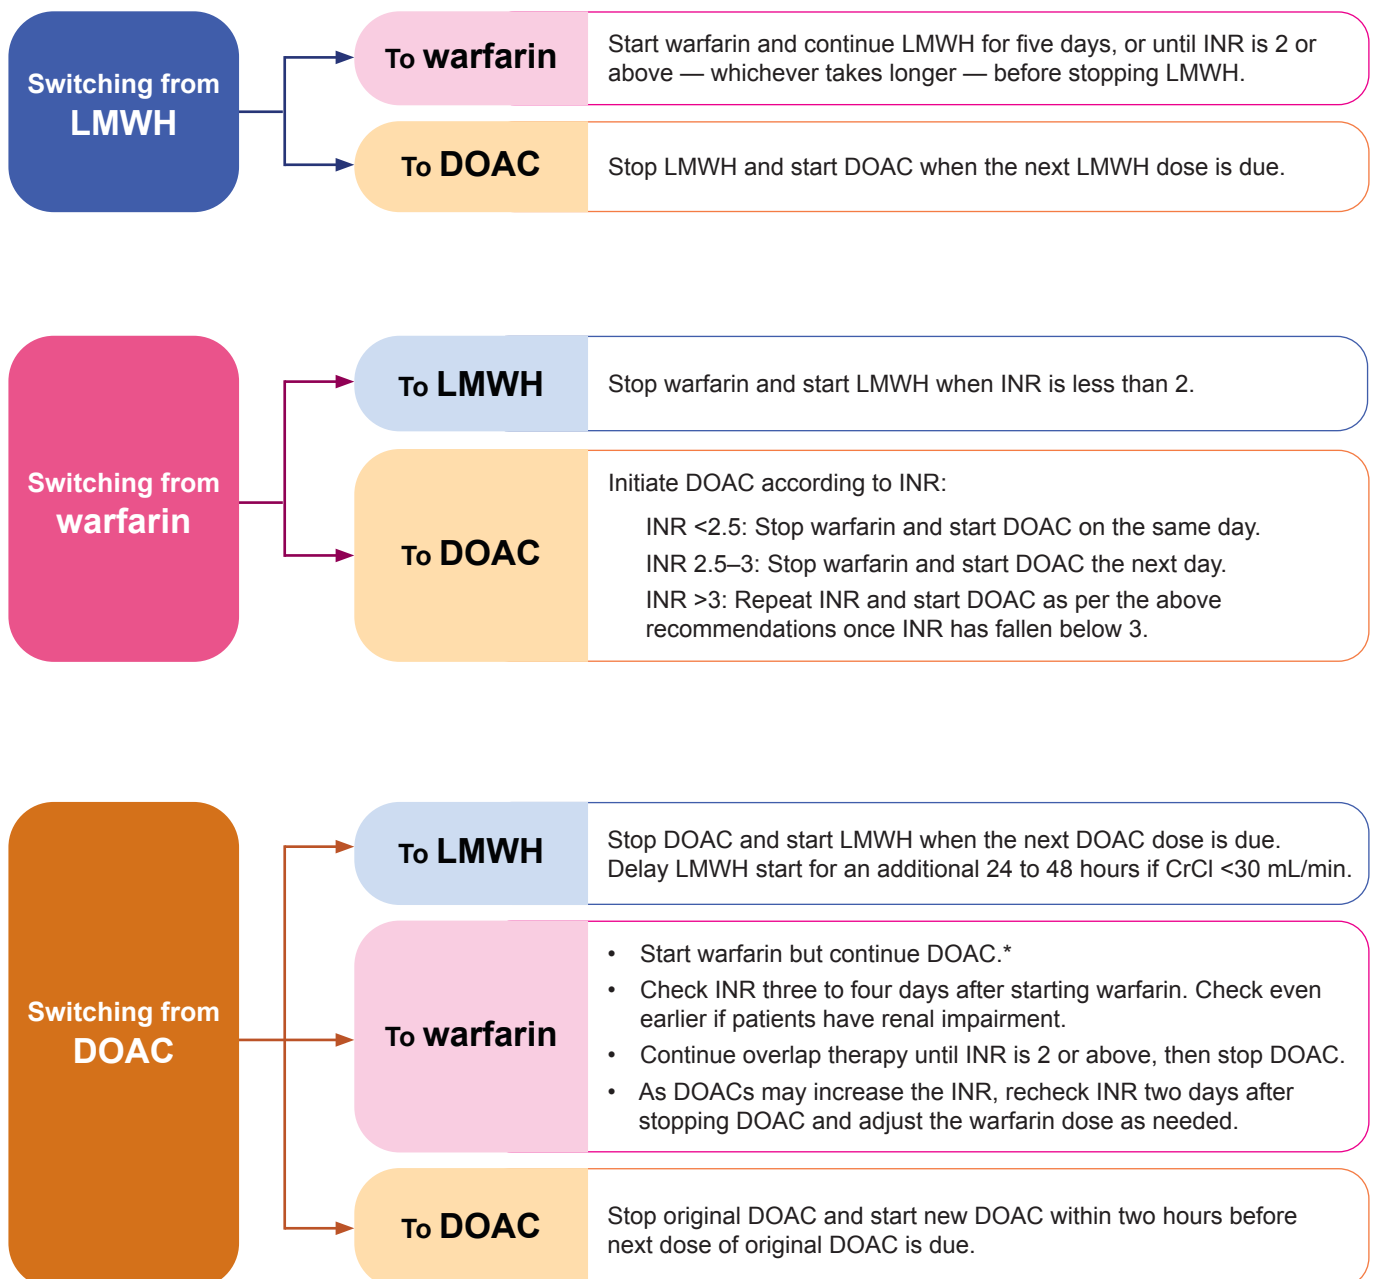 Switching from
LMWH
To warfarin
Start warfarin and continue LMWH for five days, or until INR is 2 or
above — whichever takes longer — before stopping LMWH.
To DOAC
Stop LMWH and start DOAC when the next LMWH dose is due.
Switching from
warfarin
To LMWH
Stop warfarin and start LMWH when INR is less than 2.
To DOAC
Initiate DOAC according to INR:
INR <2.5: Stop warfarin and start DOAC on the same day.
INR 2.5–3: Stop warfarin and start DOAC the next day.
INR >3: Repeat INR and start DOAC as per the above
recommendations once INR has fallen below 3.
Switching from
DOAC
To LMWH
Stop DOAC and start LMWH when the next DOAC dose is due.
Delay LMWH start for an additional 24 to 48 hours if CrCl <30 mL/min.
To warfarin
• Start warfarin but continue DOAC.*
• Check INR three to four days after starting warfarin. Check even
earlier if patients have renal impairment.
• Continue overlap therapy until INR is 2 or above, then stop DOAC.
• As DOACs may increase the INR, recheck INR two days after
stopping DOAC and adjust the warfarin dose as needed.
To DOAC
Stop original DOAC and start new DOAC within two hours before
next dose of original DOAC is due.